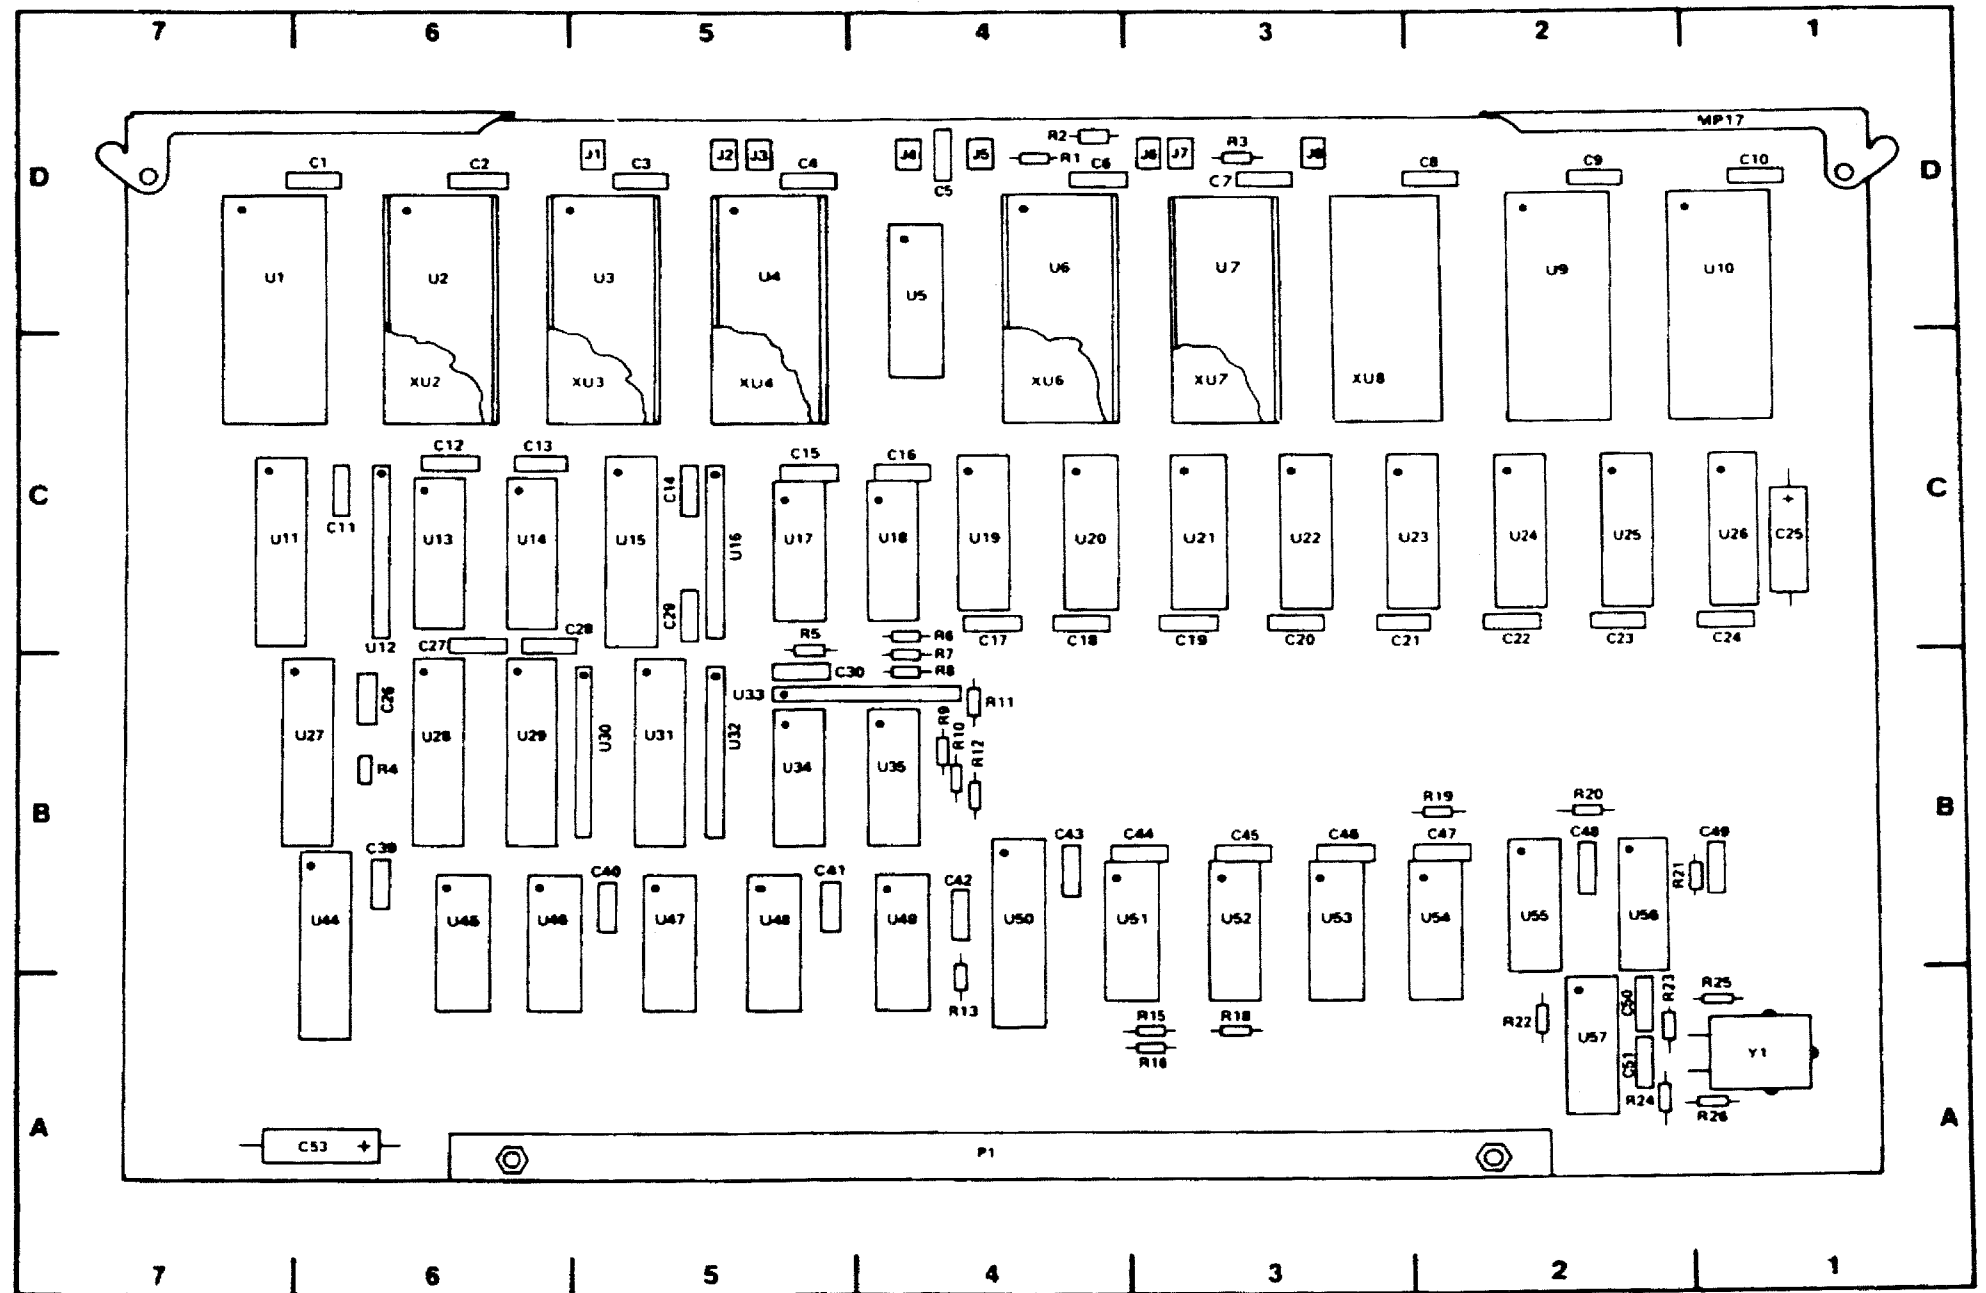 7 6 5 4 3 2 1
MP17
D D
J1 J2 J3 J4 J5 R2 R1 J6 J7 R3 J8
C1 C2 C3 C4 C5 C6 C7 C8 C9 C10
U1 U2 U3 U4 U5 U6 U7 U9 U10
XU2 XU3 XU4 XU6 XU7 XU8
C12 C13 C15 C16
C C
C11 C14 + C25
U11 U13 U14 U15 U16 U17 U18 U19 U20 U21 U22 U23 U24 U25 U26
C29
U12 C27 C28 R5 R6 C17 C18 C19 C20 C21 C22 C23 C24
R7
C30 R8
C26 U33 R11
R9 R10 R12
U27 U28 U29 U30 U31 U32 U34 U35
R4
B B
R19 R20
C39 C40 C41 C42 C43 C44 C45 C46 C47 C48 C49
R21
U44 U45 U46 U47 U48 U49 U50 U51 U52 U53 U54 U55 U56
R13 R15 R18 R22 C50 R23 R25
R16 U57 C51 Y1
R24 R26
A A
C53 + P1
7 6 5 4 3 2 1